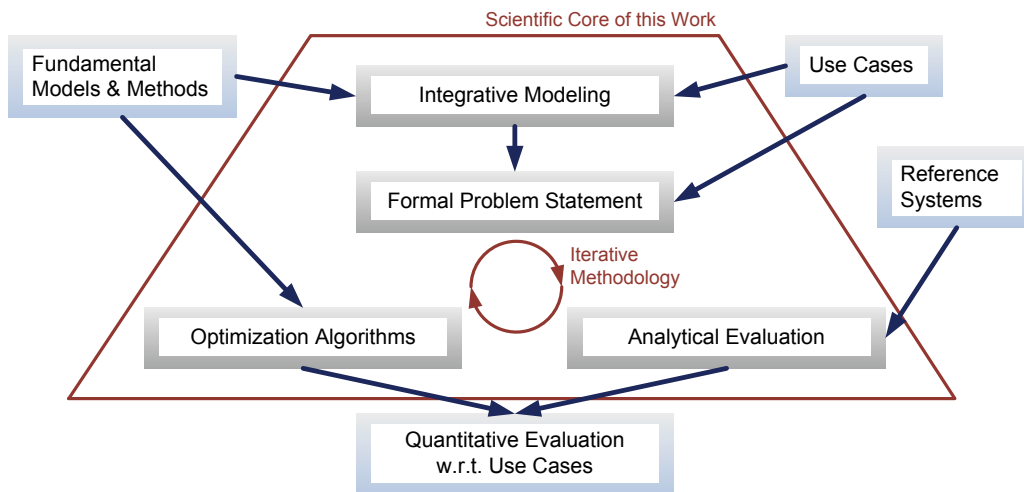 Scientific Core of this Work
Fundamental
Models & Methods
Integrative Modeling
Use Cases
Formal Problem Statement
Reference
Systems
Iterative
Methodology
Optimization Algorithms
Analytical Evaluation
Quantitative Evaluation
w.r.t. Use Cases